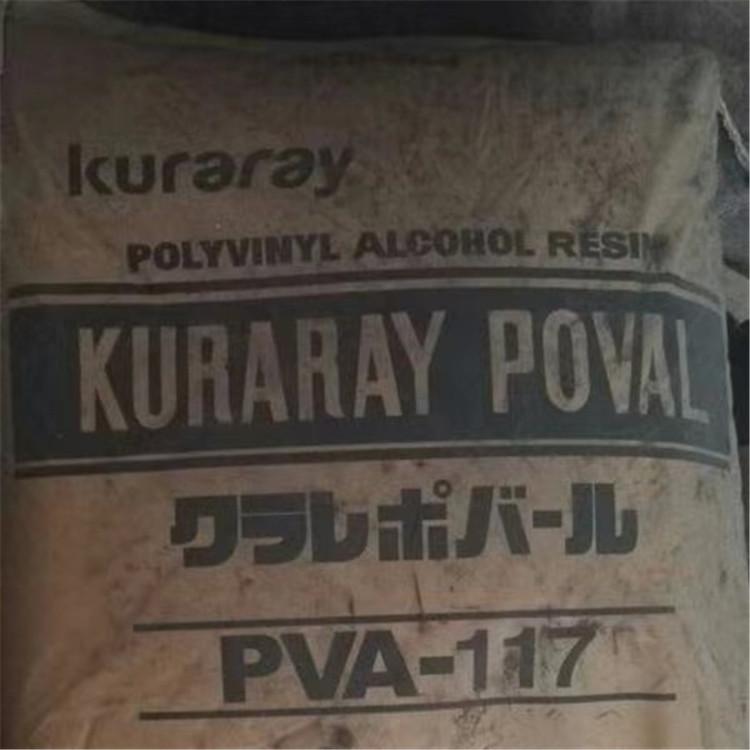 kuraray
POLYVINYL ALCOHOL RESIN
KURARAY POVAL
クラレポバール
PVA-117